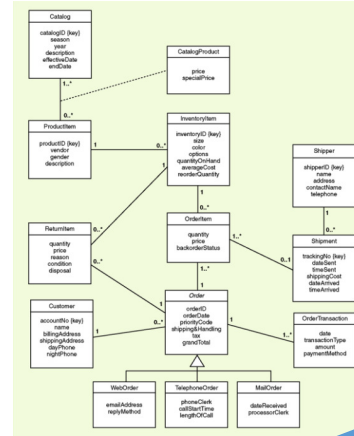 Catalog
catalogID {key}
season
year
description
effectiveDate
endDate
CatalogProduct
price
specialPrice
1..*
0..*
ProductItem
productID {key}
vendor
gender
description
1
0..*
InventoryItem
inventoryID {key}
size
color
options
quantityOnHand
averageCost
reorderQuantity
Shipper
shipperID {key}
name
address
contactName
telephone
1
1
1
0..*
0..*
0..*
ReturnItem
quantity
price
reason
condition
disposal
OrderItem
quantity
price
backorderStatus
1..*
0..1
Shipment
trackingNo {key}
dateSent
timeSent
shippingCost
dateArrived
timeArrived
0..*
1..*
1
1
Customer
accountNo {key}
name
billingAddress
shippingAddress
dayPhone
nightPhone
1
0..*
Order
orderID
orderDate
priorityCode
shipping&Handling
tax
grandTotal
1
1..*
OrderTransaction
date
transactionType
amount
paymentMethod
WebOrder
emailAddress
replyMethod
TelephoneOrder
phoneClerk
callStartTime
lengthOfCall
MailOrder
dateReceived
processorClerk